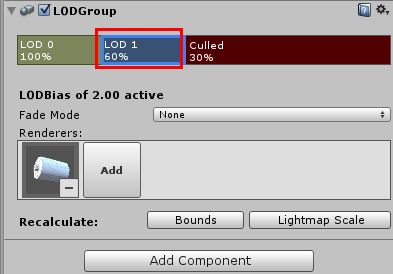 LODGroup
LOD 0
100%
LOD 1
60%
Culled
30%
LODBias of 2.00 active
Fade Mode
None
Renderers:
Add
Recalculate:
Bounds
Lightmap Scale
Add Component